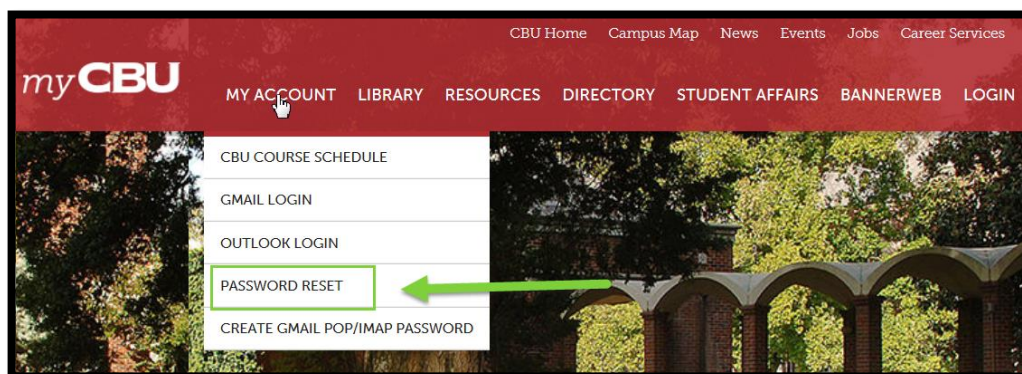 CBU Home Campus Map News Events Jobs Career Services
myCBU
MY ACCOUNT LIBRARY RESOURCES DIRECTORY STUDENT AFFAIRS BANNERWEB LOGIN
CBU COURSE SCHEDULE
GMAIL LOGIN
OUTLOOK LOGIN
PASSWORD RESET
CREATE GMAIL POP/IMAP PASSWORD